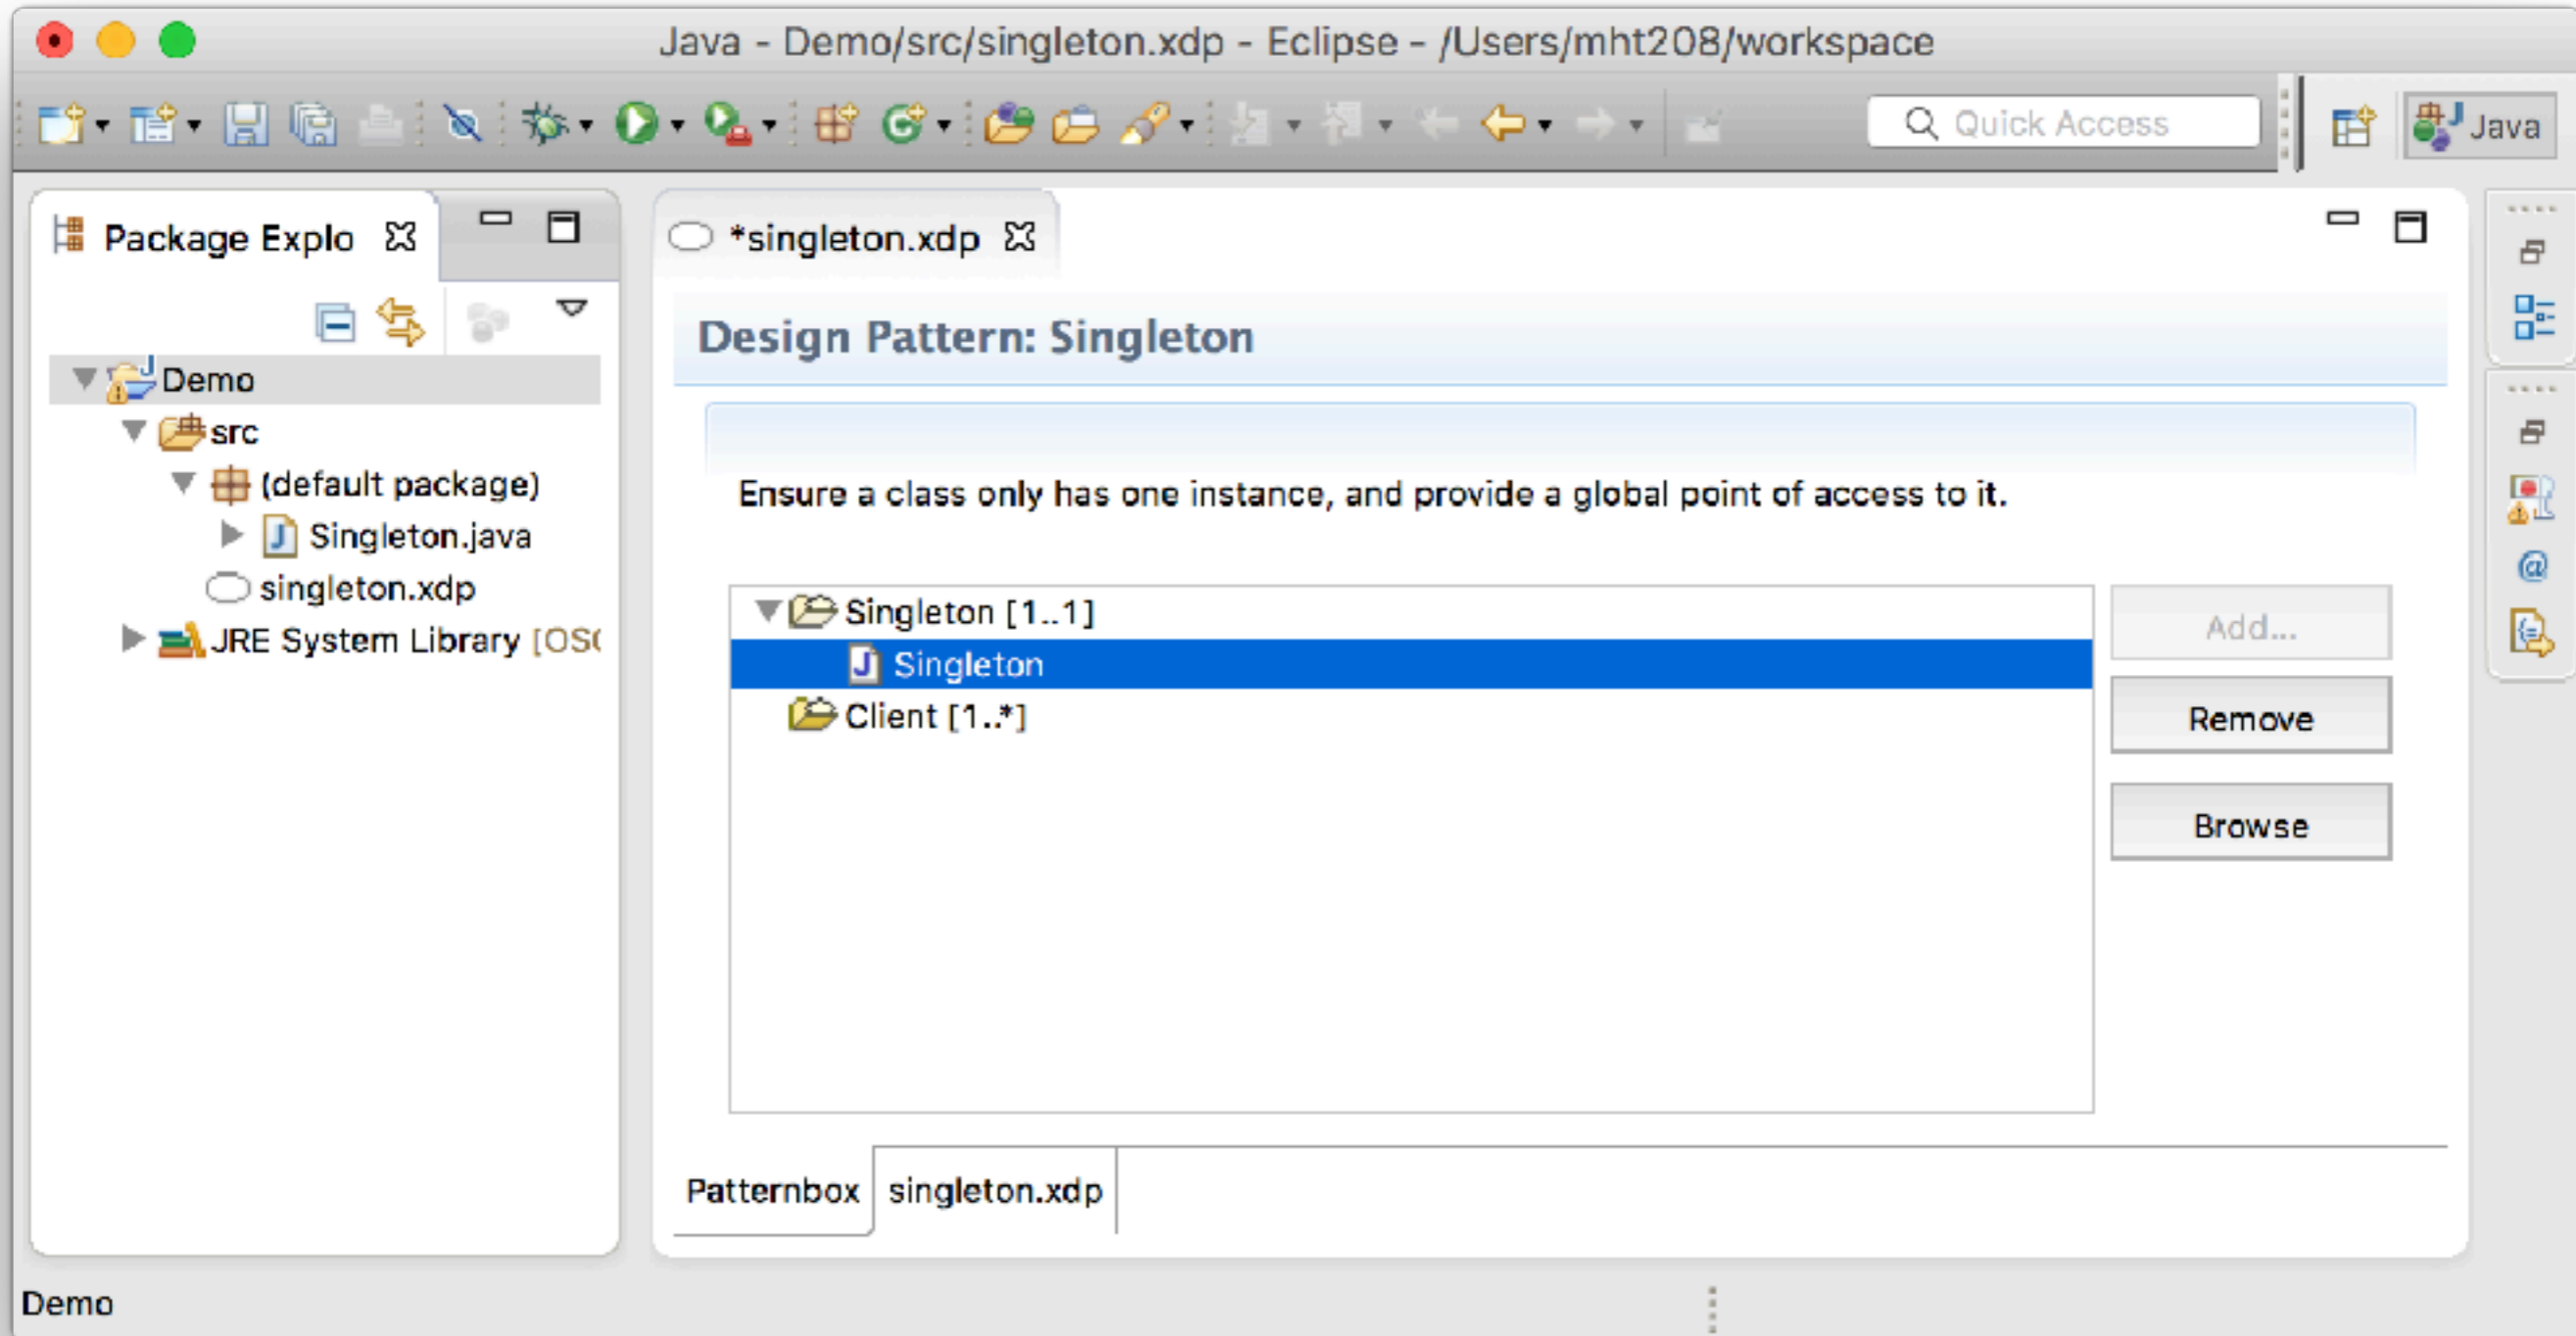 Java - Demo/src/singleton.xdp - Eclipse - /Users/mht208/workspace
Quick Access
Java
Package Explo
*singleton.xdp
Design Pattern: Singleton
Demo
src
(default package)
Singleton.java
singleton.xdp
JRE System Library
Ensure a class only has one instance, and provide a global point of access to it.
Singleton [1..1]
Singleton
Client [1..*]
Add...
Remove
Browse
Patternbox
singleton.xdp
Demo